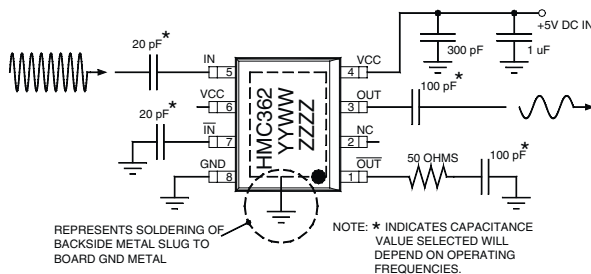 20 pF*
IN
5
VCC
6
20 pF*
IN
7
GND
8
HMC362
YYWW
ZZZZ
VCC
4
OUT
3
NC
2
OUT
1
+5V DC IN
300 pF
1 uF
100 pF*
50 OHMS
100 pF*
REPRESENTS SOLDERING OF
BACKSIDE METAL SLUG TO
BOARD GND METAL
NOTE: * INDICATES CAPACITANCE
VALUE SELECTED WILL
DEPEND ON OPERATING
FREQUENCIES.